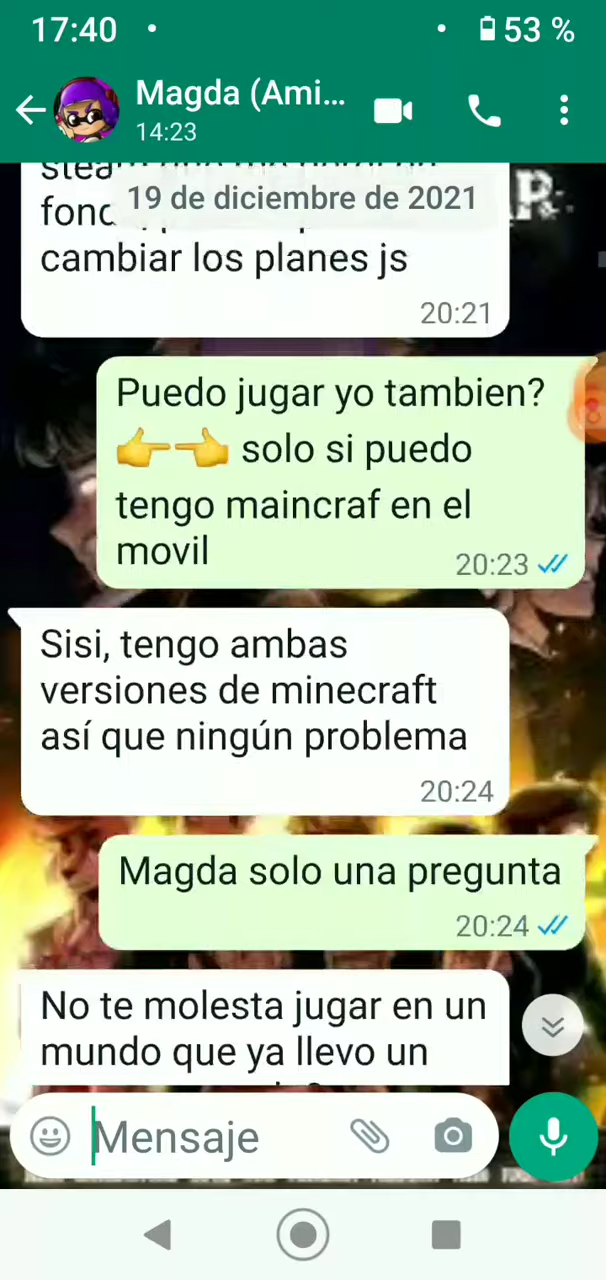 17:40
53 %
Magda (Ami...
14:23
19 de diciembre de 2021
cambiar los planes js
20:21
Puedo jugar yo tambien?
👉👈 solo si puedo
tengo maincraf en el
movil
20:23
Sisi, tengo ambas
versiones de minecraft
así que ningún problema
20:24
Magda solo una pregunta
20:24
No te molesta jugar en un
mundo que ya llevo un
Mensaje